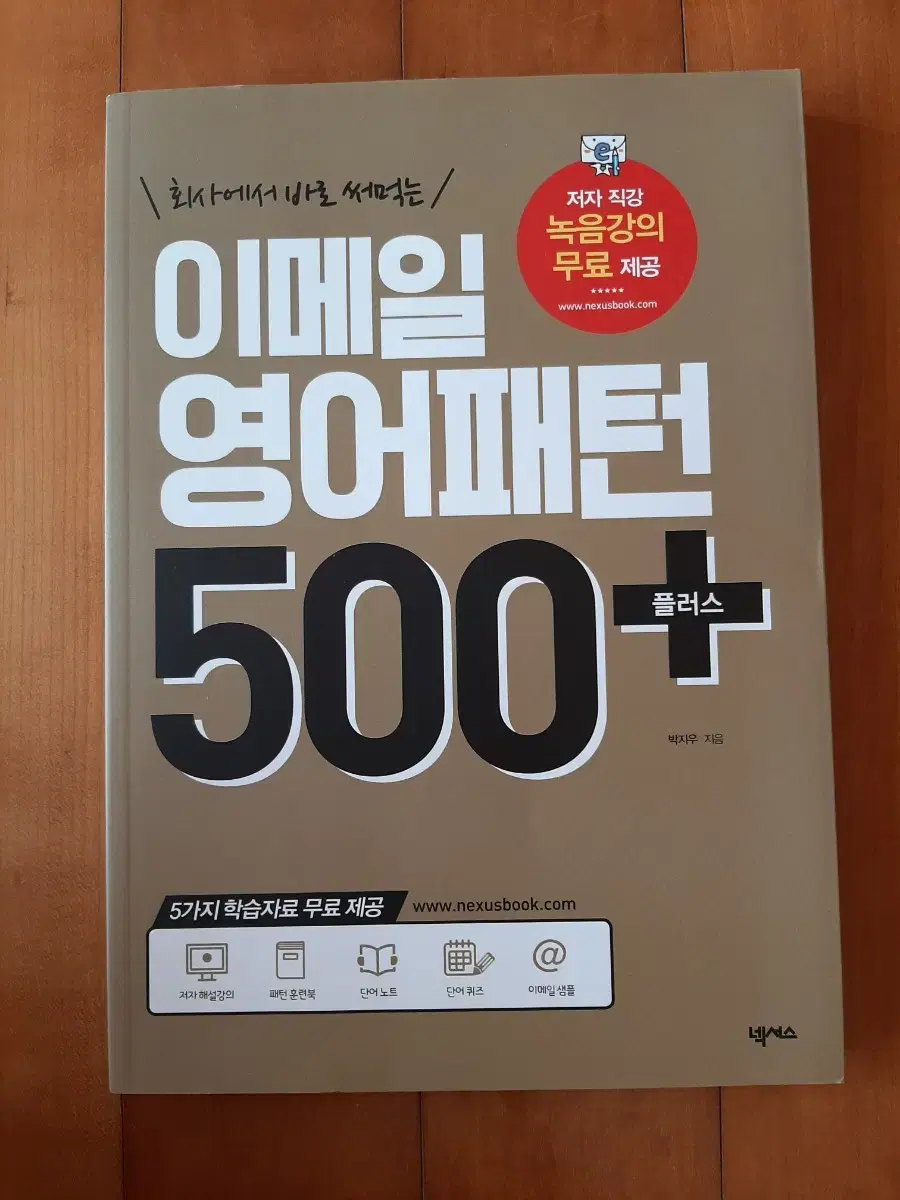 회사에서 바로 써먹는
이메일
영어패턴
500+
플러스
저자 직강
녹음강의
무료 제공
★★★★★
www.nexusbook.com
박지우 지음
5가지 학습자료 무료 제공
www.nexusbook.com
저자 해설강의
패턴 훈련북
단어 노트
단어 퀴즈
@
이메일 샘플
넥서스